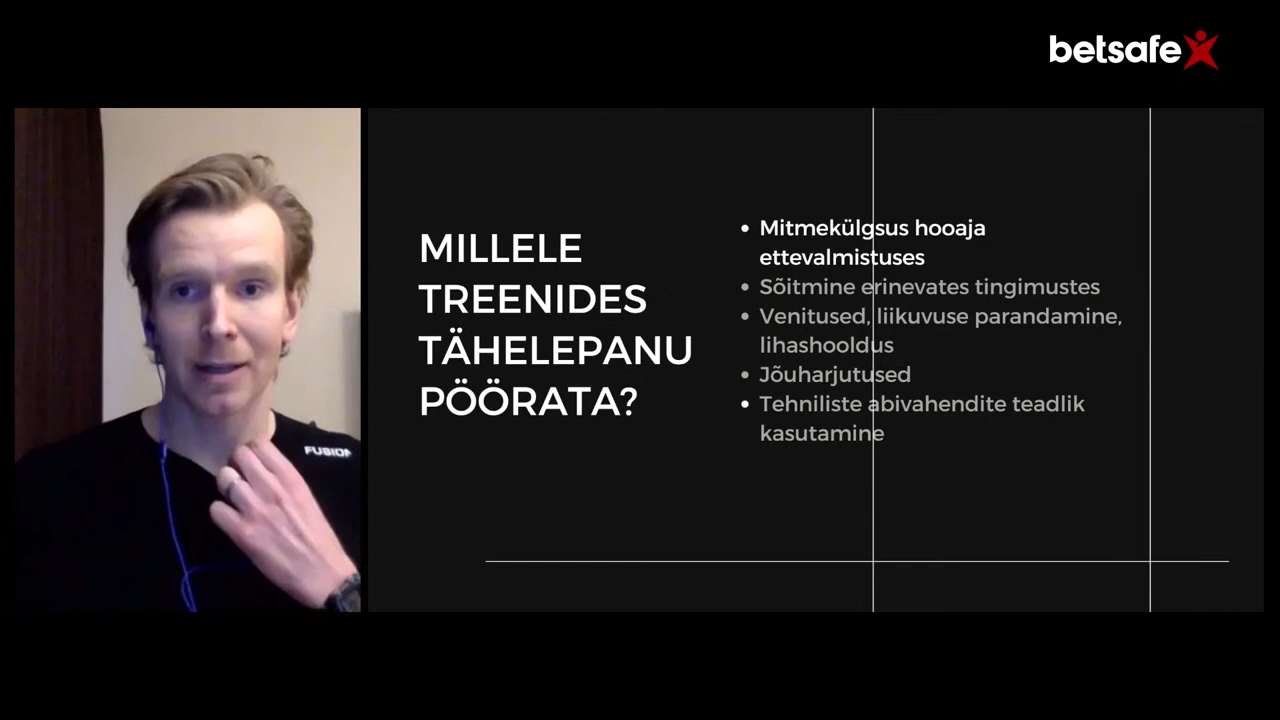 betsafe
FUSION
MILLELE
TREENIDES
TÄHELEPANU
PÖÖRATA?
• Mitmekülgsus hooaja
ettevalmistuses
• Sõitmine erinevates tingimustes
• Venitused, liikuvuse parandamine,
lihashooldus
• Jõuharjutused
• Tehniliste abivahendite teadlik
kasutamine